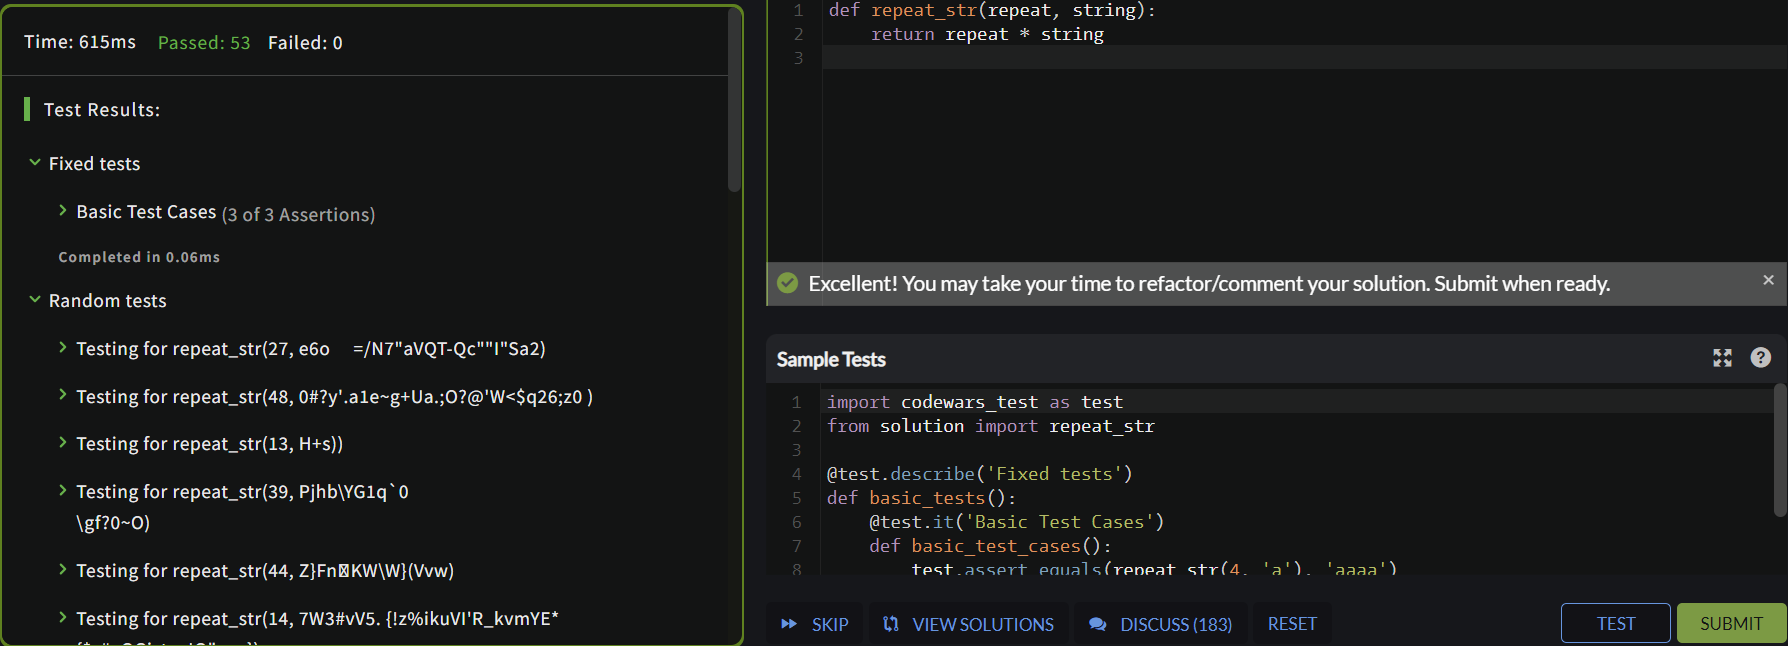 Time: 615ms Passed: 53 Failed: 0
Test Results:
Fixed tests
Basic Test Cases (3 of 3 Assertions)
Completed in 0.06ms
Random tests
Testing for repeat_str(27, e6o =/N7"aVQT-Qc""I"Sa2)
Testing for repeat_str(48, 0#?y'.a1e~g+Ua.;O?@'W<$q26;z0 )
Testing for repeat_str(13, H+s))
Testing for repeat_str(39, Pjhb\YG1q`0
\gf?0~O)
Testing for repeat_str(44, Z}Fn KW\W}(Vvw)
Testing for repeat_str(14, 7W3#vV5. {!z%ikuVI'R_kvmYE*
1 def repeat_str(repeat, string):
2 return repeat * string
3
Excellent! You may take your time to refactor/comment your solution. Submit when ready.
Sample Tests
1 import codewars_test as test
2 from solution import repeat_str
3
4 @test.describe('Fixed tests')
5 def basic_tests():
6 @test.it('Basic Test Cases')
7 def basic_test_cases():
8 test.assert_equals(repeat_str(4, 'a'), 'aaaa')
SKIP VIEW SOLUTIONS DISCUSS (183) RESET TEST SUBMIT